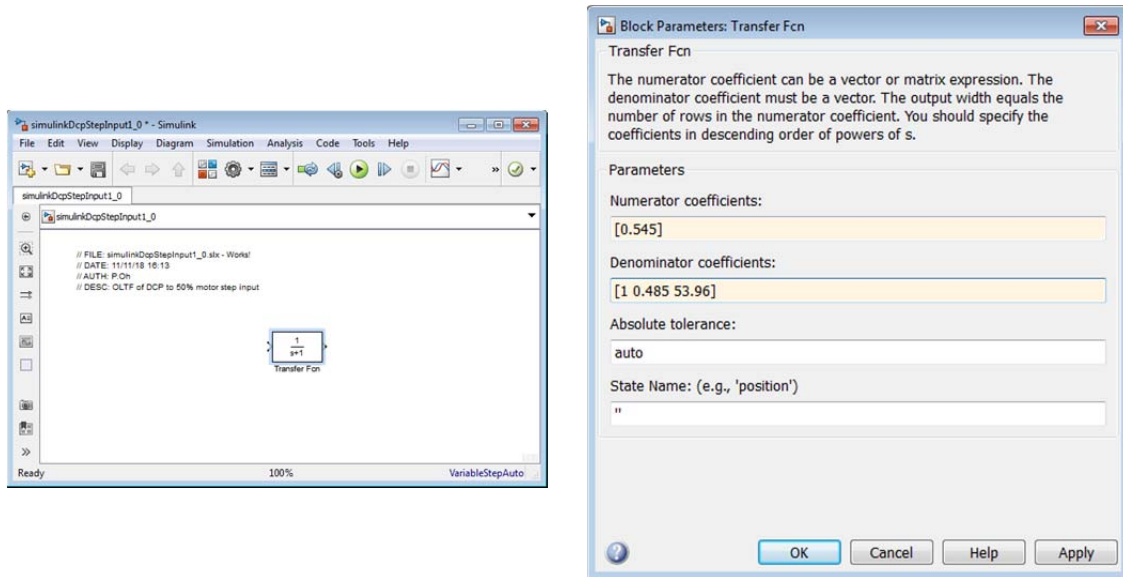 simulinkDcpStepInput1_0 * - Simulink
File Edit View Display Diagram Simulation Analysis Code Tools Help
»
simulinkDcpStepInput1_0
simulinkDcpStepInput1_0
// FILE: simulinkDcpStepInput1_0.slx - Works!
// DATE: 11/11/18 16:13
// AUTH: P.Oh
// DESC: OLTF of DCP to 50% motor step input
1
s+1
Transfer Fcn
»
Ready 100% VariableStepAuto
Block Parameters: Transfer Fcn
Transfer Fcn
The numerator coefficient can be a vector or matrix expression. The
denominator coefficient must be a vector. The output width equals the
number of rows in the numerator coefficient. You should specify the
coefficients in descending order of powers of s.
Parameters
Numerator coefficients:
[0.545]
Denominator coefficients:
[1 0.485 53.96]
Absolute tolerance:
auto
State Name: (e.g., 'position')
''
OK Cancel Help Apply